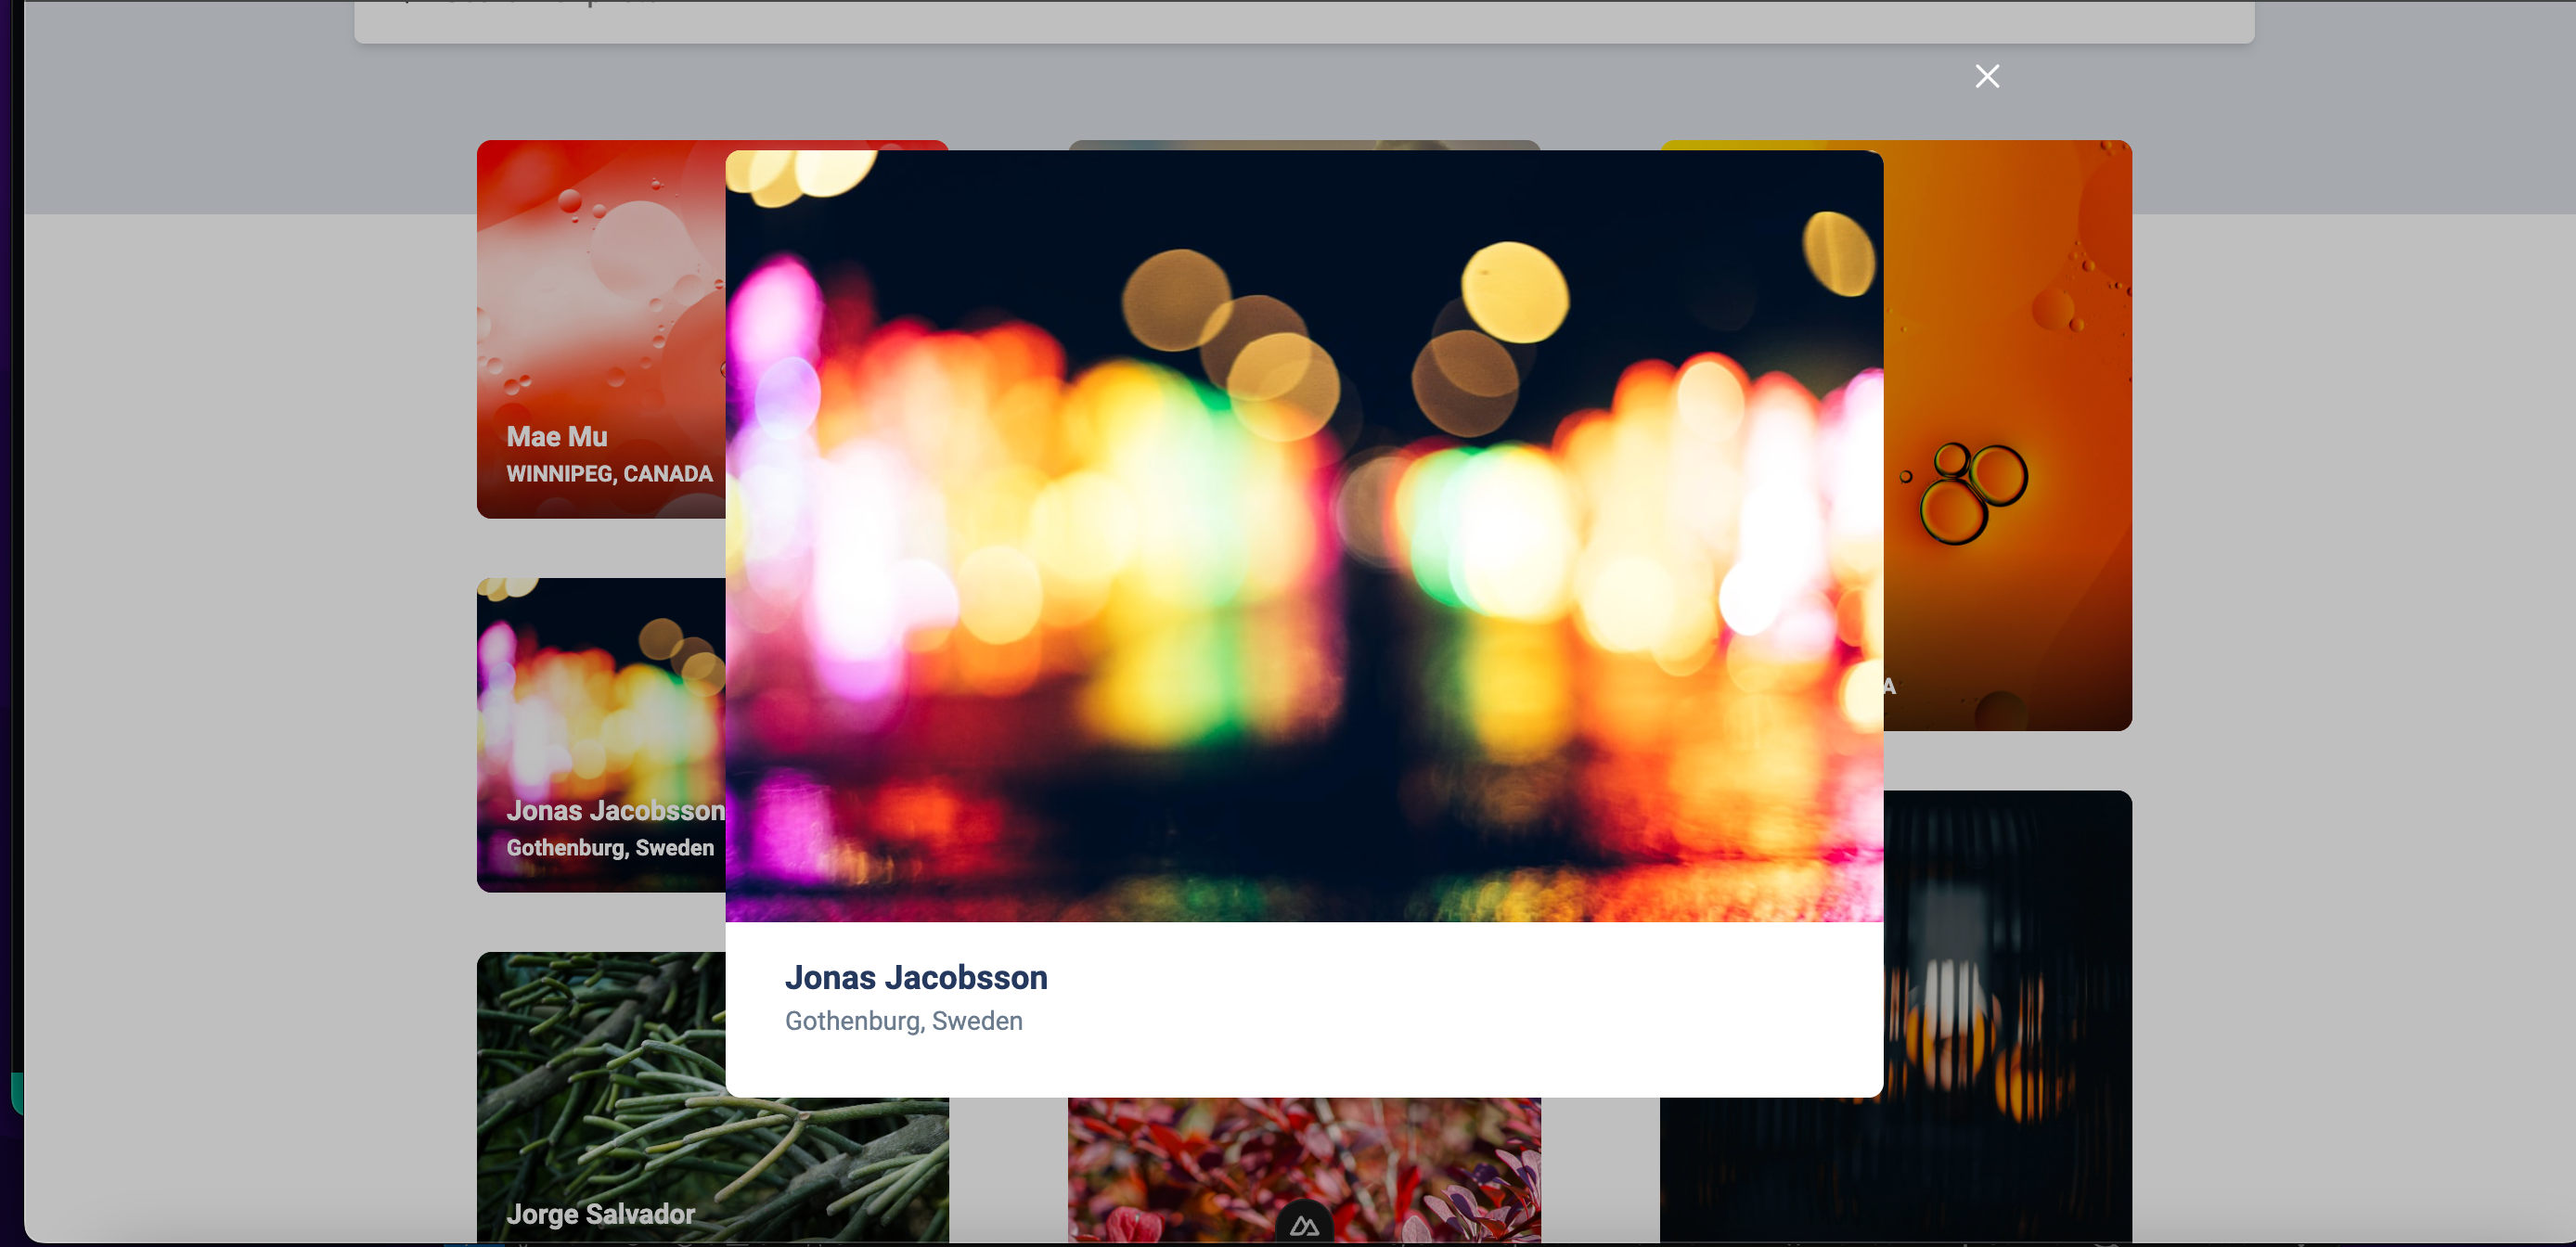 Mae Mu
WINNIPEG, CANADA
Jonas Jacobsson
Gothenburg, Sweden
Jorge Salvador
Jonas Jacobsson
Gothenburg, Sweden
A